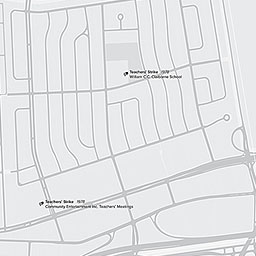 Teachers' Strike 1978
William C.C. Claiborne School
Teachers' Strike 1978
Community Entertainment Inc. Teachers' Meetings